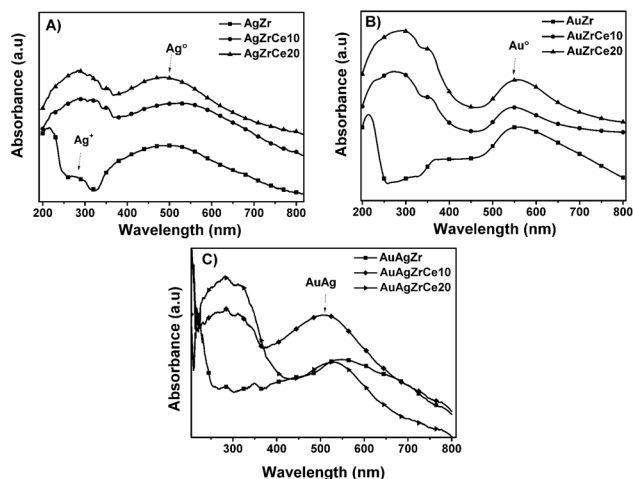 A)
AgZr
AgZrCe10
AgZrCe20
Agº
Ag⁺
Absorbance (a.u)
200 300 400 500 600 700 800
Wavelength (nm)
B)
AuZr
AuZrCe10
AuZrCe20
Auº
Absorbance (a.u)
200 300 400 500 600 700 800
Wavelength (nm)
C)
AuAgZr
AuAgZrCe10
AuAgZrCe20
AuAg
Absorbance (a.u)
300 400 500 600 700 800
Wavelength (nm)